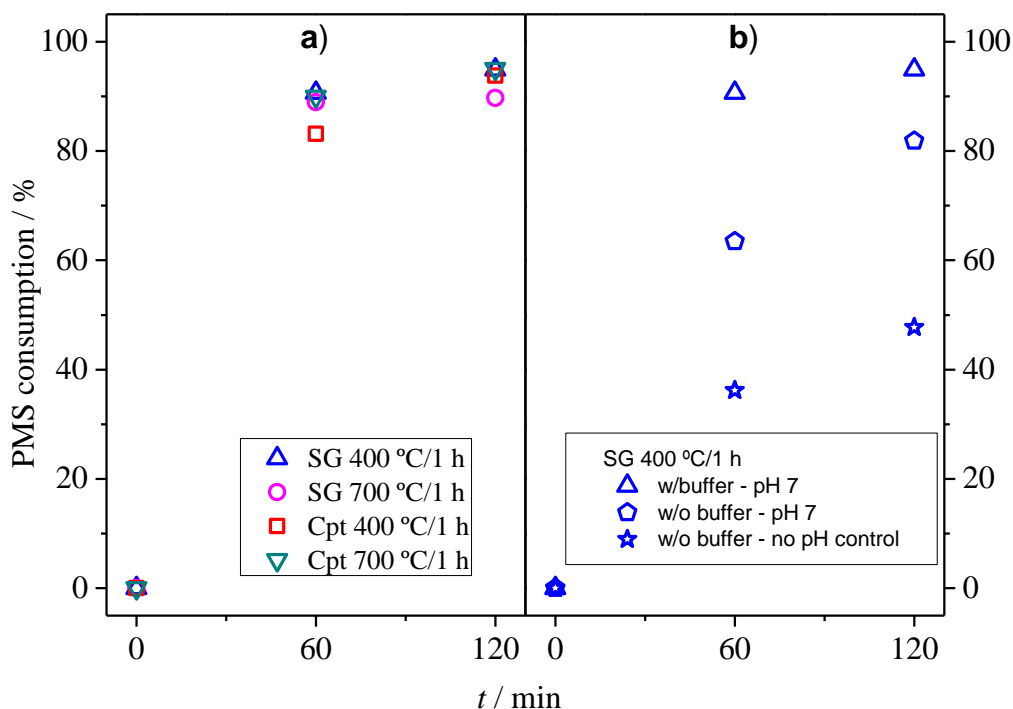 a)
b)
100
80
60
40
20
0
PMS consumption / %
SG 400 ºC/1 h
SG 700 ºC/1 h
Cpt 400 ºC/1 h
Cpt 700 ºC/1 h
SG 400 ºC/1 h
w/buffer - pH 7
w/o buffer - pH 7
w/o buffer - no pH control
100
80
60
40
20
0
0 60 120
0 60 120
t / min